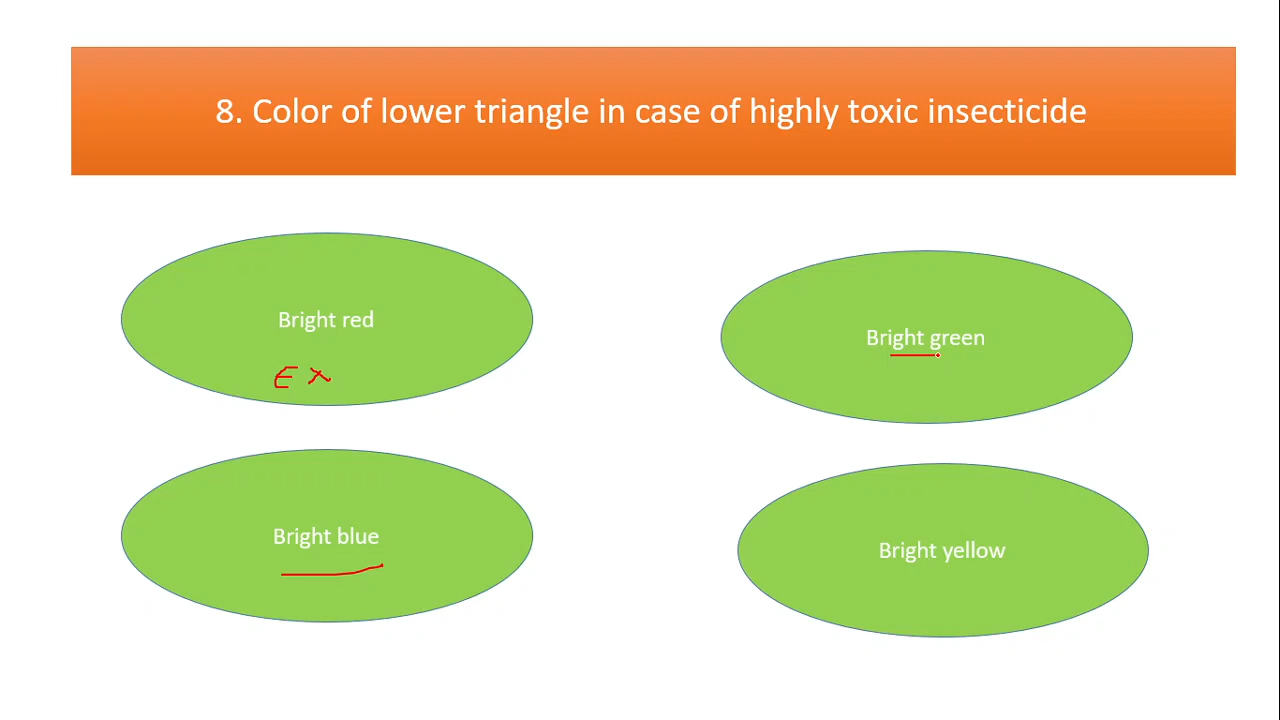 8. Color of lower triangle in case of highly toxic insecticide
Bright red
Ex
Bright green
Bright blue
Bright yellow